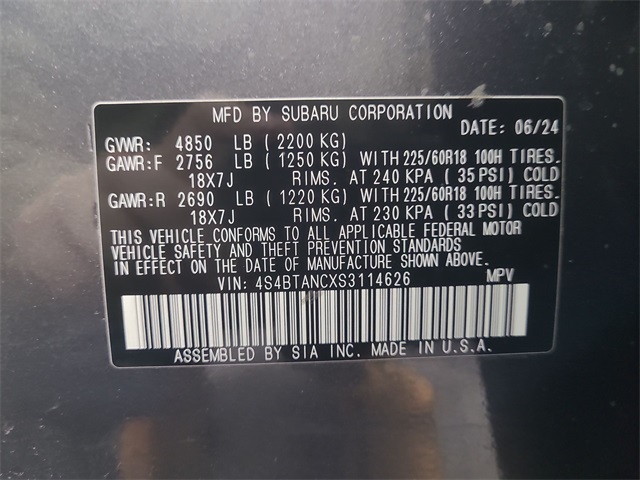 MFD BY SUBARU CORPORATION
DATE: 06/24
GVWR: 4850 LB (2200 KG)
GAWR:F 2756 LB (1250 KG) WITH 225/60R18 100H TIRES.
18X7J RIMS. AT 240 KPA (35 PSI) COLD
GAWR:R 2690 LB (1220 KG) WITH 225/60R18 100H TIRES.
18X7J RIMS. AT 230 KPA (33 PSI) COLD
THIS VEHICLE CONFORMS TO ALL APPLICABLE FEDERAL MOTOR
VEHICLE SAFETY AND THEFT PREVENTION STANDARDS
IN EFFECT ON THE DATE OF MANUFACTURE SHOWN ABOVE.
VIN: 4S4BTANCXS3114626 MPV
ASSEMBLED BY SIA INC. MADE IN U.S.A.